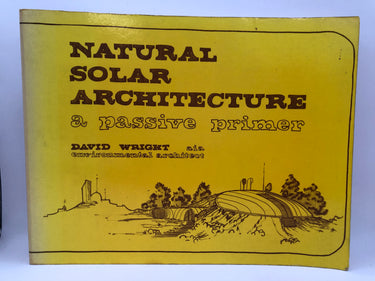 NATURAL
SOLAR
ARCHITECTURE
a passive primer
DAVID WRIGHT aia
environmental architect